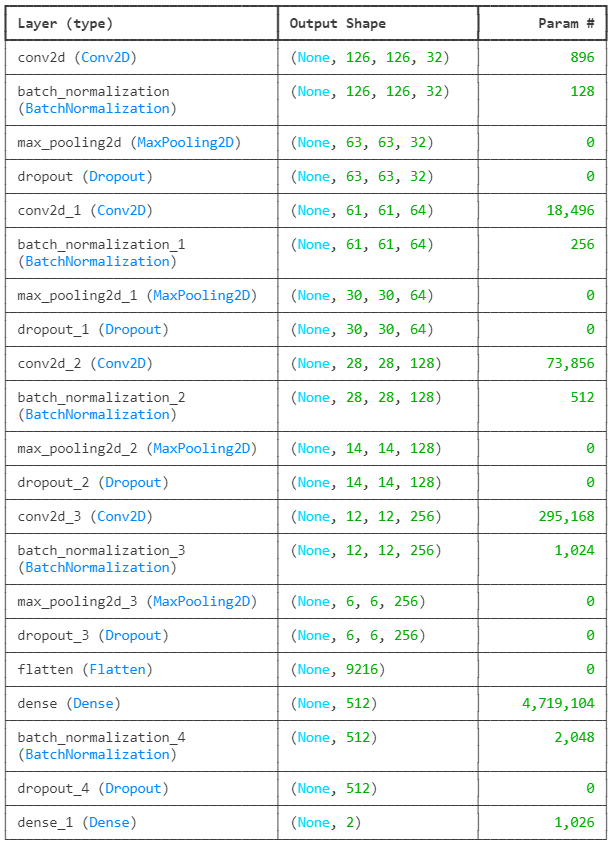 Layer (type) Output Shape Param #
conv2d (Conv2D) (None, 126, 126, 32) 896
batch_normalization (None, 126, 126, 32) 128
(BatchNormalization)
max_pooling2d (MaxPooling2D) (None, 63, 63, 32) 0
dropout (Dropout) (None, 63, 63, 32) 0
conv2d_1 (Conv2D) (None, 61, 61, 64) 18,496
batch_normalization_1 (None, 61, 61, 64) 256
(BatchNormalization)
max_pooling2d_1 (MaxPooling2D) (None, 30, 30, 64) 0
dropout_1 (Dropout) (None, 30, 30, 64) 0
conv2d_2 (Conv2D) (None, 28, 28, 128) 73,856
batch_normalization_2 (None, 28, 28, 128) 512
(BatchNormalization)
max_pooling2d_2 (MaxPooling2D) (None, 14, 14, 128) 0
dropout_2 (Dropout) (None, 14, 14, 128) 0
conv2d_3 (Conv2D) (None, 12, 12, 256) 295,168
batch_normalization_3 (None, 12, 12, 256) 1,024
(BatchNormalization)
max_pooling2d_3 (MaxPooling2D) (None, 6, 6, 256) 0
dropout_3 (Dropout) (None, 6, 6, 256) 0
flatten (Flatten) (None, 9216) 0
dense (Dense) (None, 512) 4,719,104
batch_normalization_4 (None, 512) 2,048
(BatchNormalization)
dropout_4 (Dropout) (None, 512) 0
dense_1 (Dense) (None, 2) 1,026